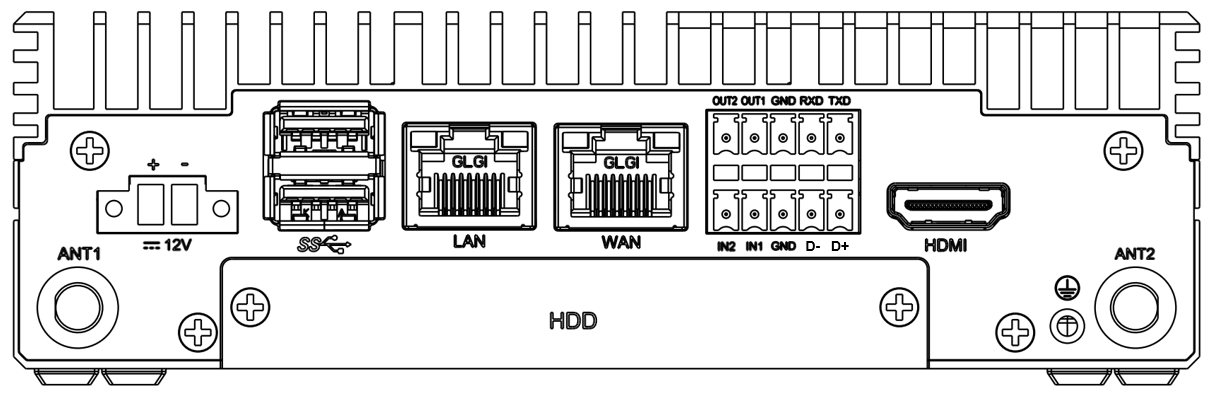 OUT2 OUT1 GND RXD TXD
+ -
GLGI
GLGI
12V
SS
LAN
WAN
IN2 IN1 GND D- D+
HDMI
ANT1
ANT2
HDD